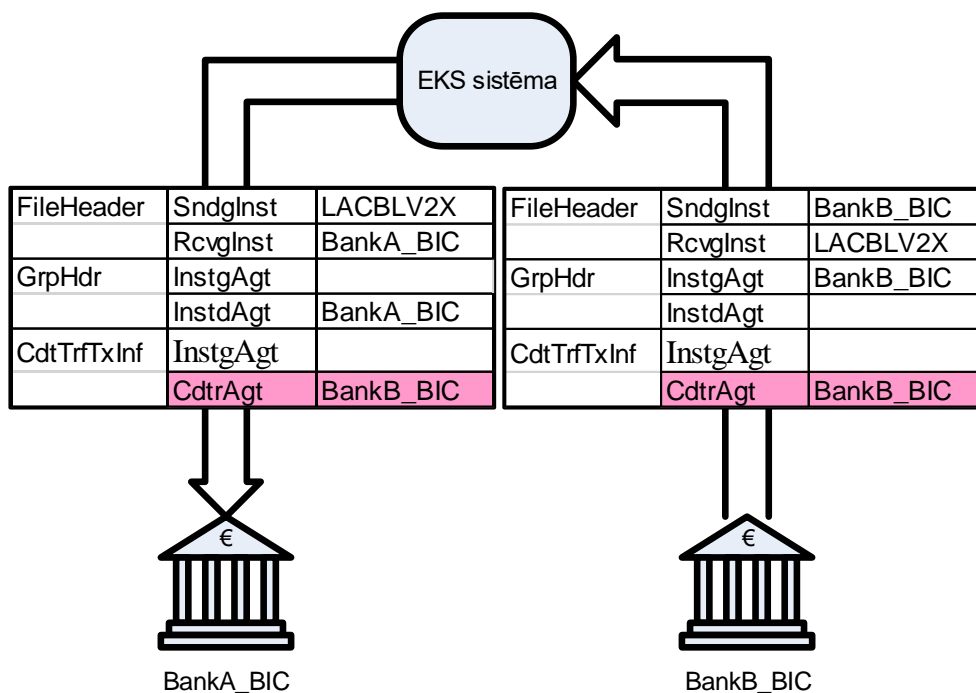 EKS sistēma
FileHeader SndgInst LACBLV2X
RcvgInst BankA_BIC
GrpHdr InstgAgt
InstdAgt BankA_BIC
CdtTrfTxInf InstgAgt
CdtrAgt BankB_BIC
FileHeader SndgInst BankB_BIC
RcvgInst LACBLV2X
GrpHdr InstgAgt BankB_BIC
InstdAgt
CdtTrfTxInf InstgAgt
CdtrAgt BankB_BIC
€
€
BankA_BIC
BankB_BIC